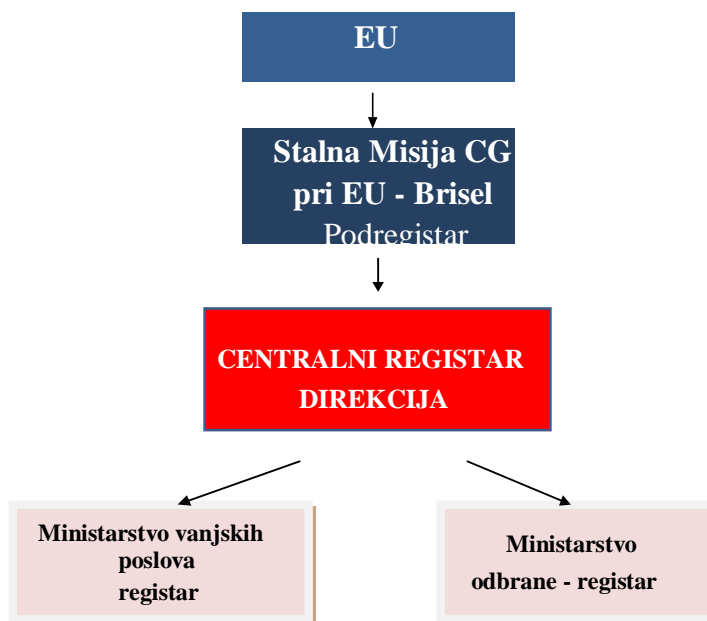 EU
Stalna Misija CG
pri EU - Brisel
Podregistar
CENTRALNI REGISTAR
DIREKCIJA
Ministarstvo vanjskih
poslova
registar
Ministarstvo
odbrane - registar